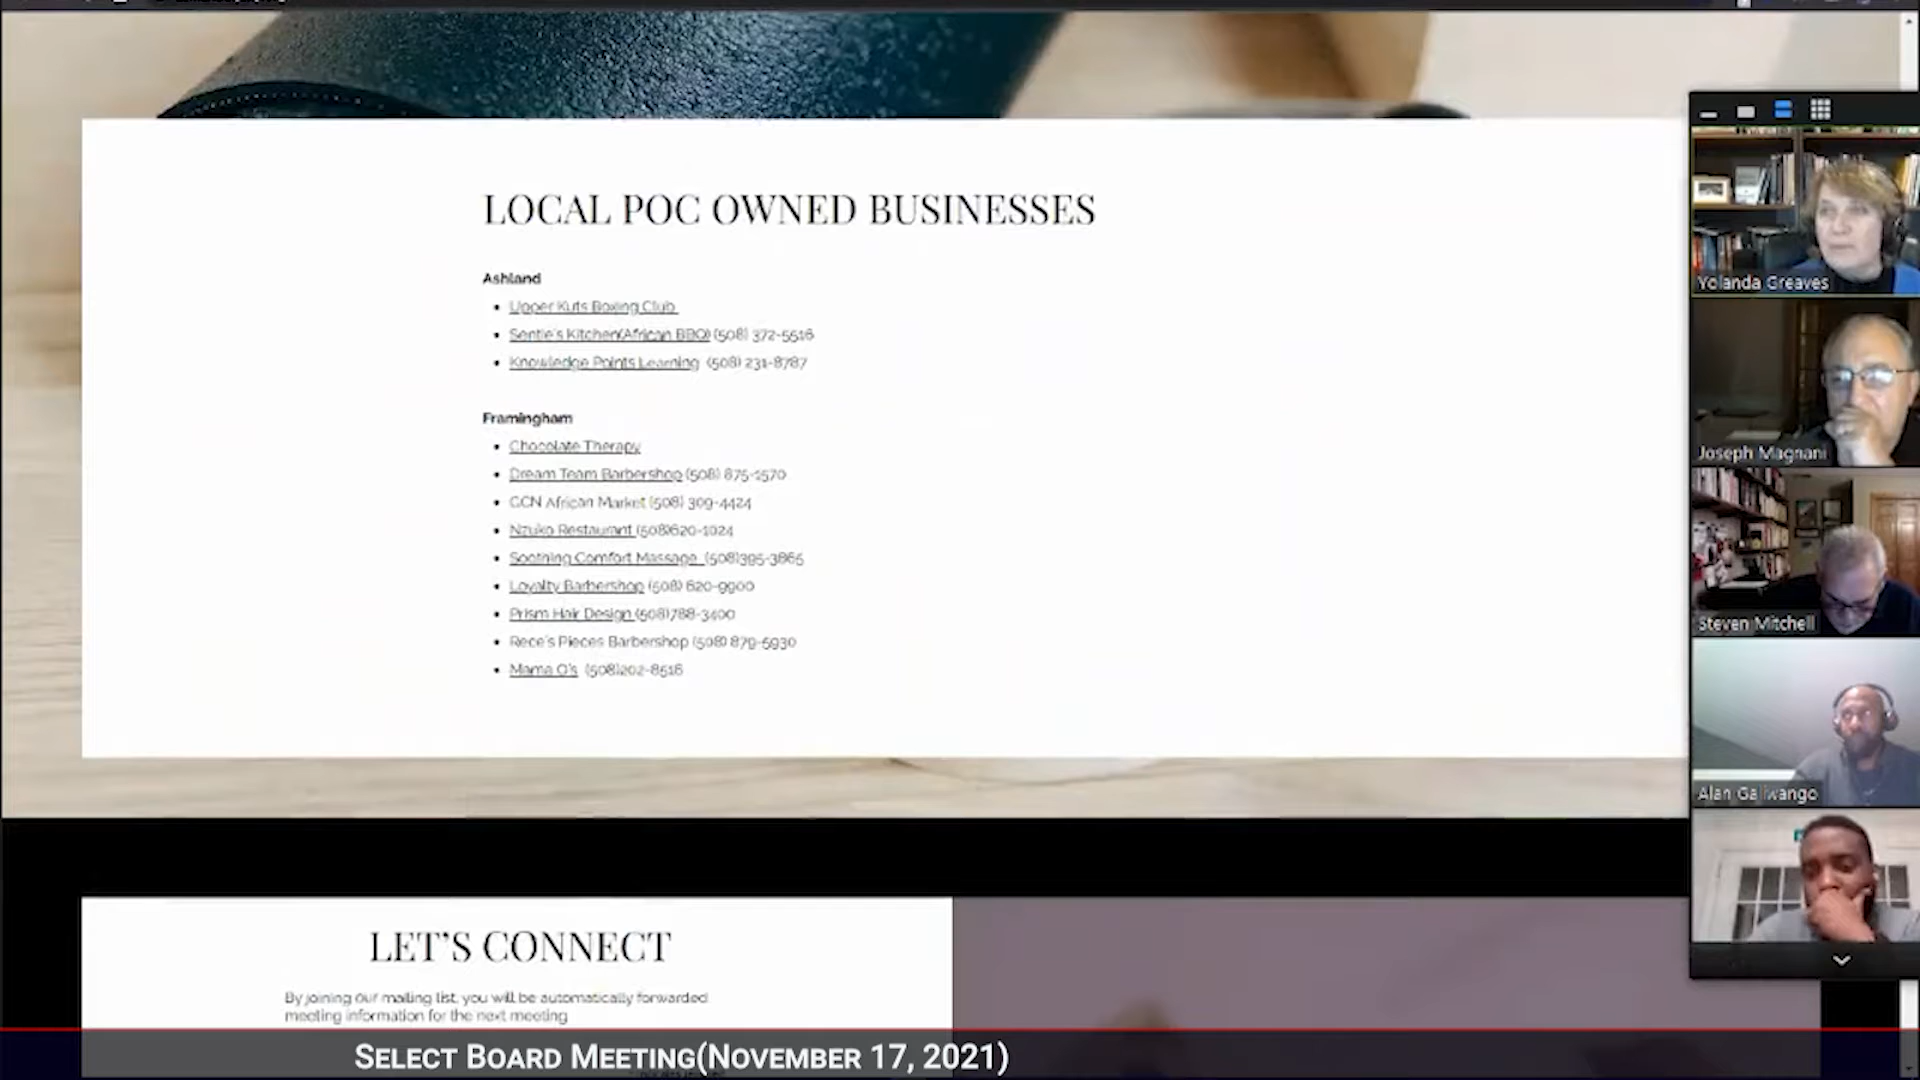 LOCAL POC OWNED BUSINESSES
Ashland
Upper Kuts Boxing Club
Sentie's Kitchen(African BBQ) (508) 372-5516
Knowledge Points Learning (508) 231-8787
Framingham
Chocolate Therapy
Dream Team Barbershop (508) 875-1570
GCN African Market (508) 309-4424
Nzuko Restaurant (508)620-1024
Soothing Comfort Massage (508)395-3865
Loyalty Barbershop (508) 620-9900
Prism Hair Design (508)788-3400
Rece's Pieces Barbershop (508) 879-5930
Mama O's (508)202-8516
LET'S CONNECT
By joining our mailing list, you will be automatically forwarded
meeting information for the next meeting
Yolanda Greaves
Joseph Magnani
Steven Mitchell
Alan Galiwango
SELECT BOARD MEETING(NOVEMBER 17, 2021)